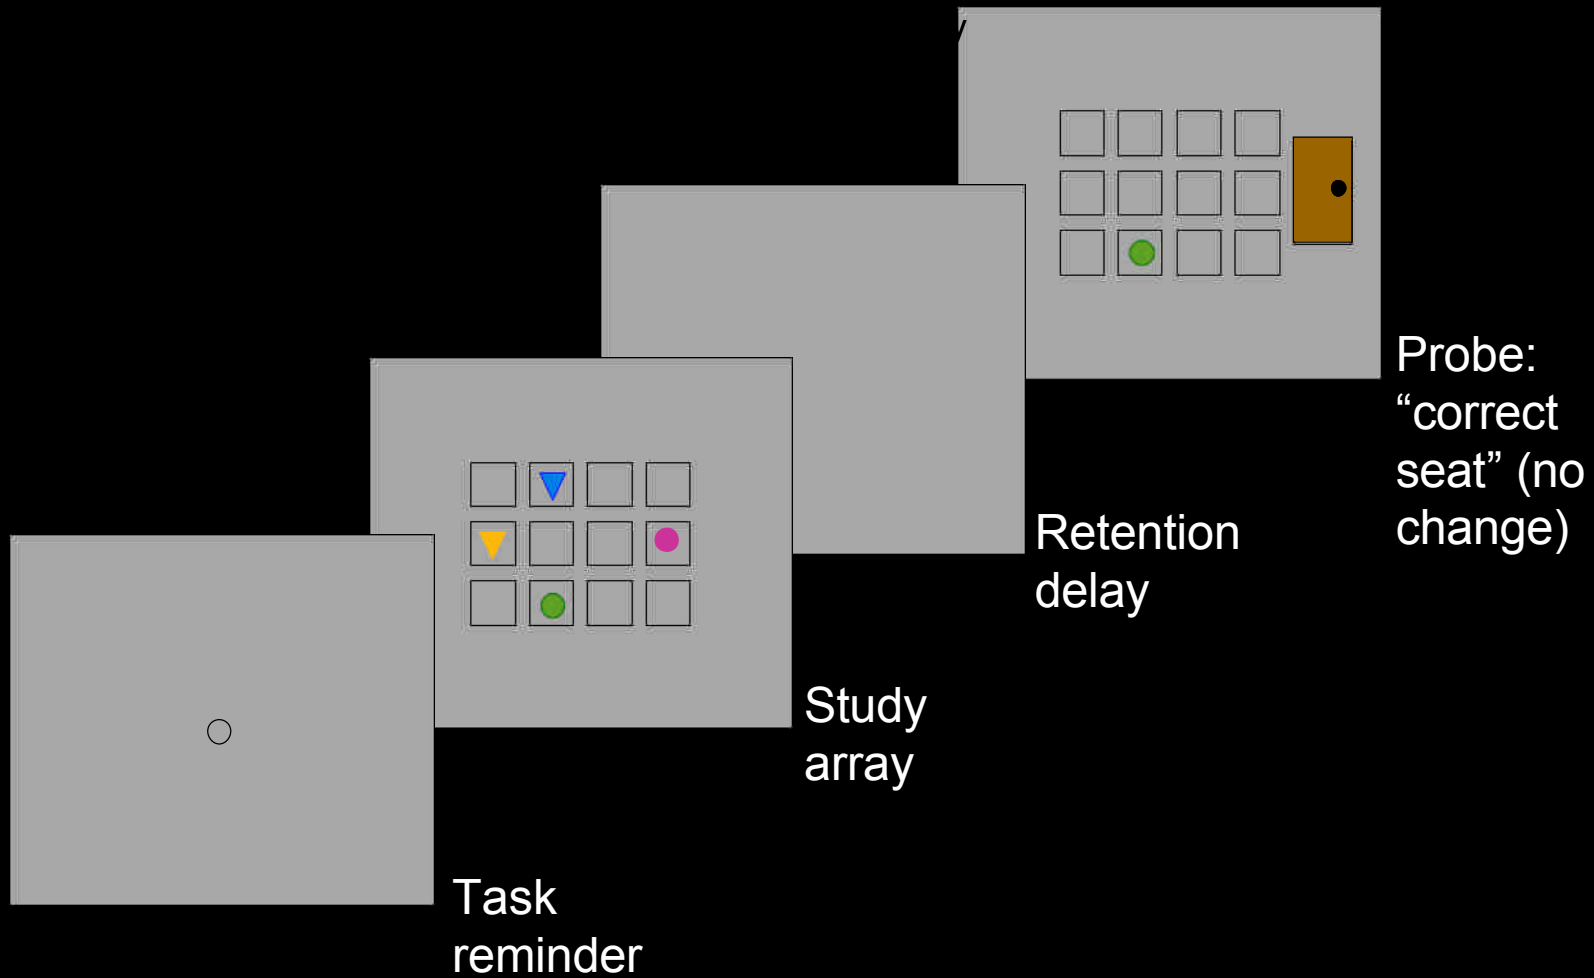 Task
reminder
Study
array
Retention
delay
Probe:
“correct
seat” (no
change)